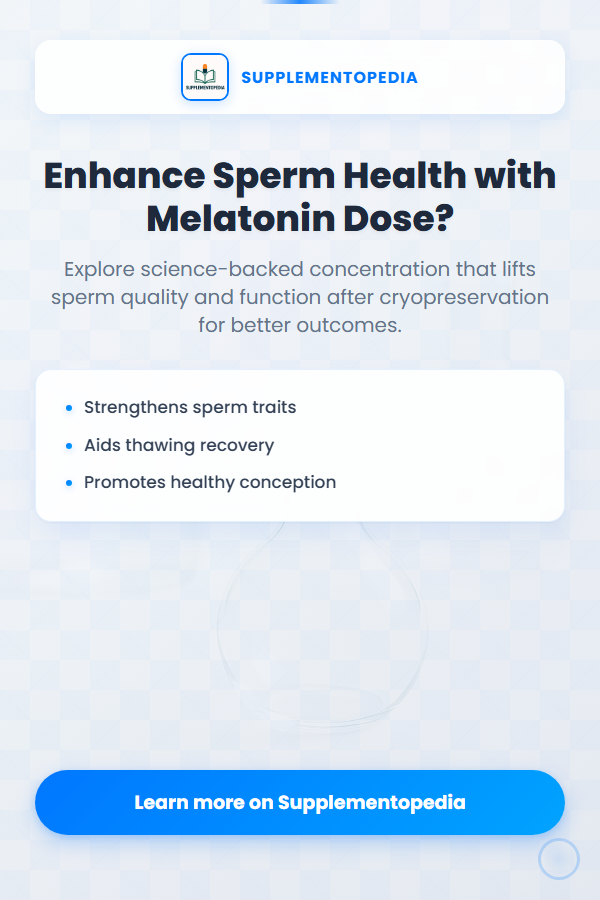 SUPPLEMENTOPEDIA
SUPPLEMENTOPEDIA
Enhance Sperm Health with
Melatonin Dose?
Explore science-backed concentration that lifts
sperm quality and function after cryopreservation
for better outcomes.
Strengthens sperm traits
Aids thawing recovery
Promotes healthy conception
Learn more on Supplementopedia